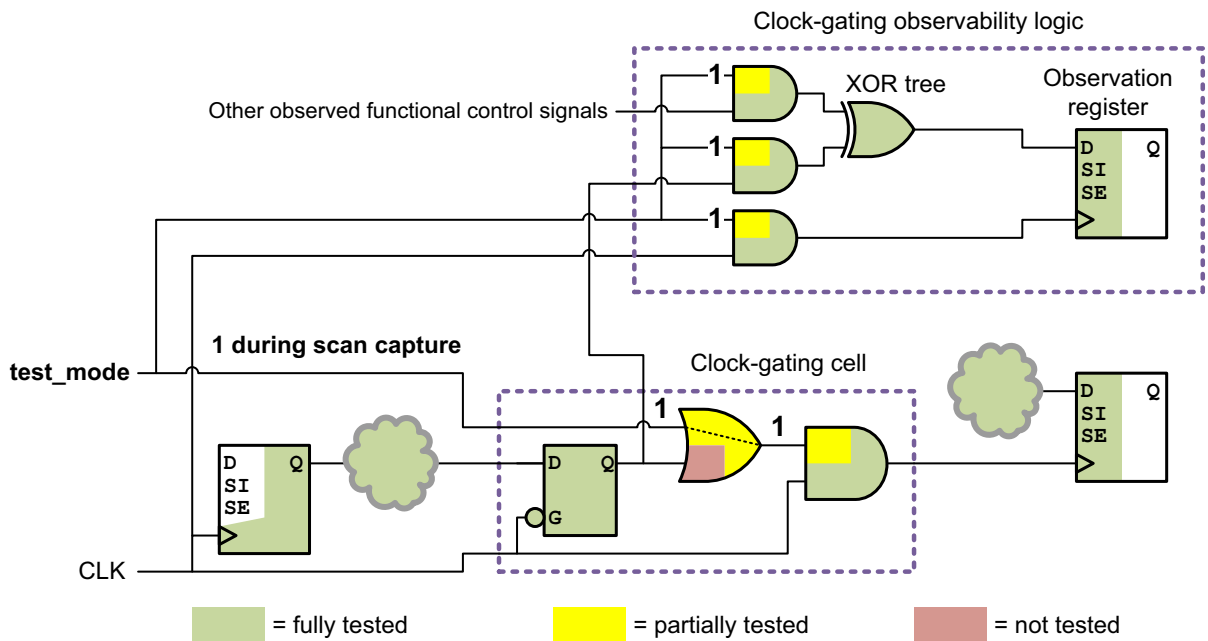 Clock-gating observability logic
1
XOR tree
Observation
register
Other observed functional control signals
D
Q
SI
SE
1
1
1 during scan capture
test_mode
Clock-gating cell
1
1
D
Q
SI
SE
D
Q
SI
SE
D
Q
G
CLK
= fully tested
= partially tested
= not tested